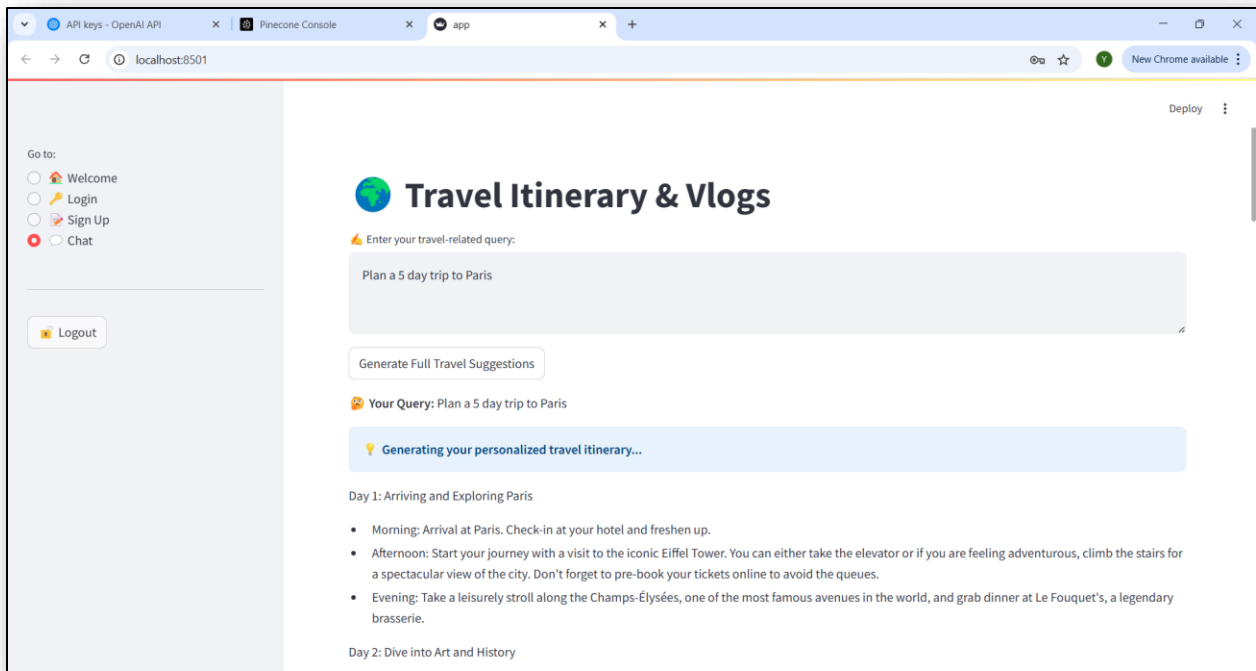 API keys - OpenAI API
Pinecone Console
app
localhost:8501
Y
New Chrome available
Deploy
Go to:
🏠 Welcome
🔑 Login
📝 Sign Up
💬 Chat
🔓 Logout
🌍 Travel Itinerary & Vlogs
✍️ Enter your travel-related query:
Plan a 5 day trip to Paris
Generate Full Travel Suggestions
🤔 Your Query: Plan a 5 day trip to Paris
💡 Generating your personalized travel itinerary...
Day 1: Arriving and Exploring Paris
• Morning: Arrival at Paris. Check-in at your hotel and freshen up.
• Afternoon: Start your journey with a visit to the iconic Eiffel Tower. You can either take the elevator or if you are feeling adventurous, climb the stairs for
a spectacular view of the city. Don't forget to pre-book your tickets online to avoid the queues.
• Evening: Take a leisurely stroll along the Champs-Élysées, one of the most famous avenues in the world, and grab dinner at Le Fouquet's, a legendary
brasserie.
Day 2: Dive into Art and History